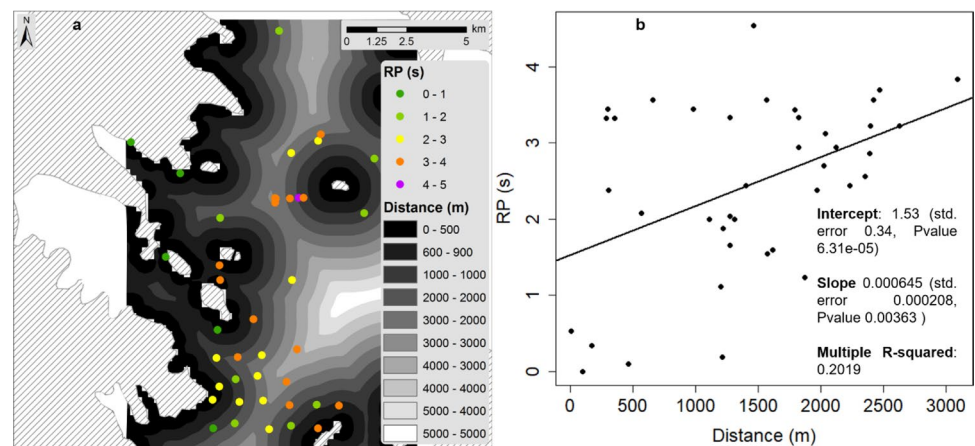 N
a
km
0 1.25 2.5 5
RP (s)
0 - 1
1 - 2
2 - 3
3 - 4
4 - 5
Distance (m)
0 - 500
600 - 900
1000 - 1000
2000 - 2000
3000 - 2000
3000 - 3000
4000 - 3000
4000 - 4000
5000 - 4000
5000 - 5000
b
RP (s)
4
3
2
1
0
Intercept: 1.53 (std.
error 0.34, Pvalue
6.31e-05)
Slope 0.000645 (std.
error 0.000208,
Pvalue 0.00363 )
Multiple R-squared:
0.2019
0 500 1000 1500 2000 2500 3000
Distance (m)